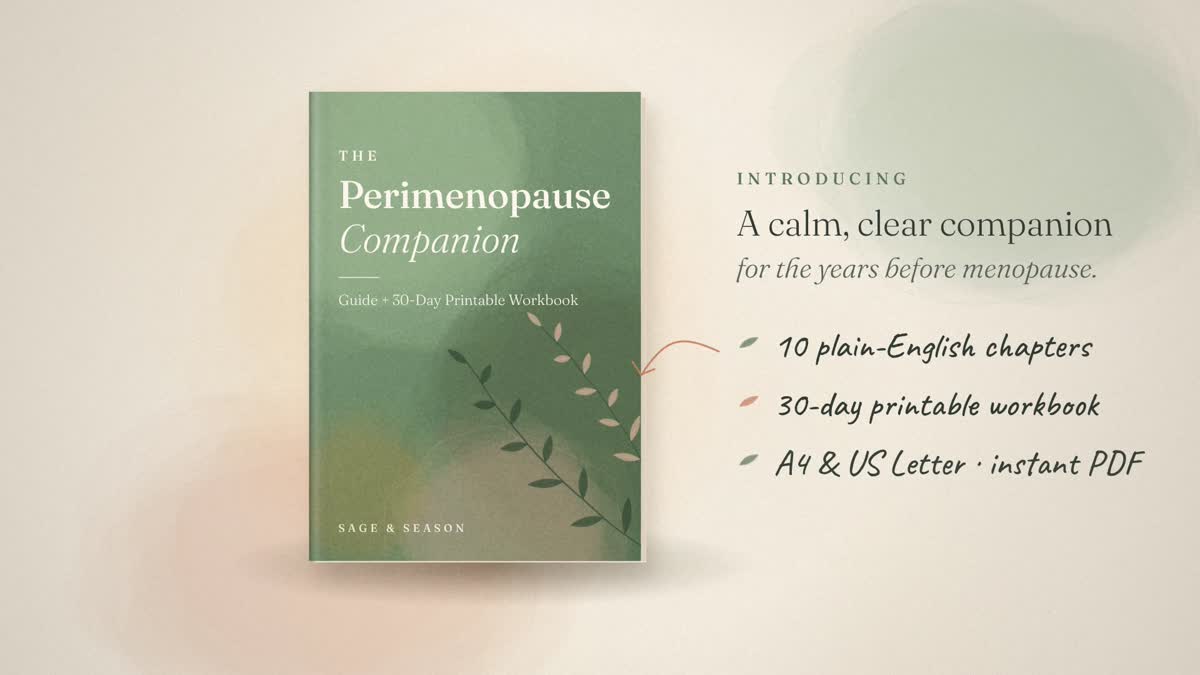 THE
Perimenopause
Companion
Guide + 30-Day Printable Workbook
SAGE & SEASON
INTRODUCING
A calm, clear companion
for the years before menopause.
10 plain-English chapters
30-day printable workbook
A4 & US Letter · instant PDF